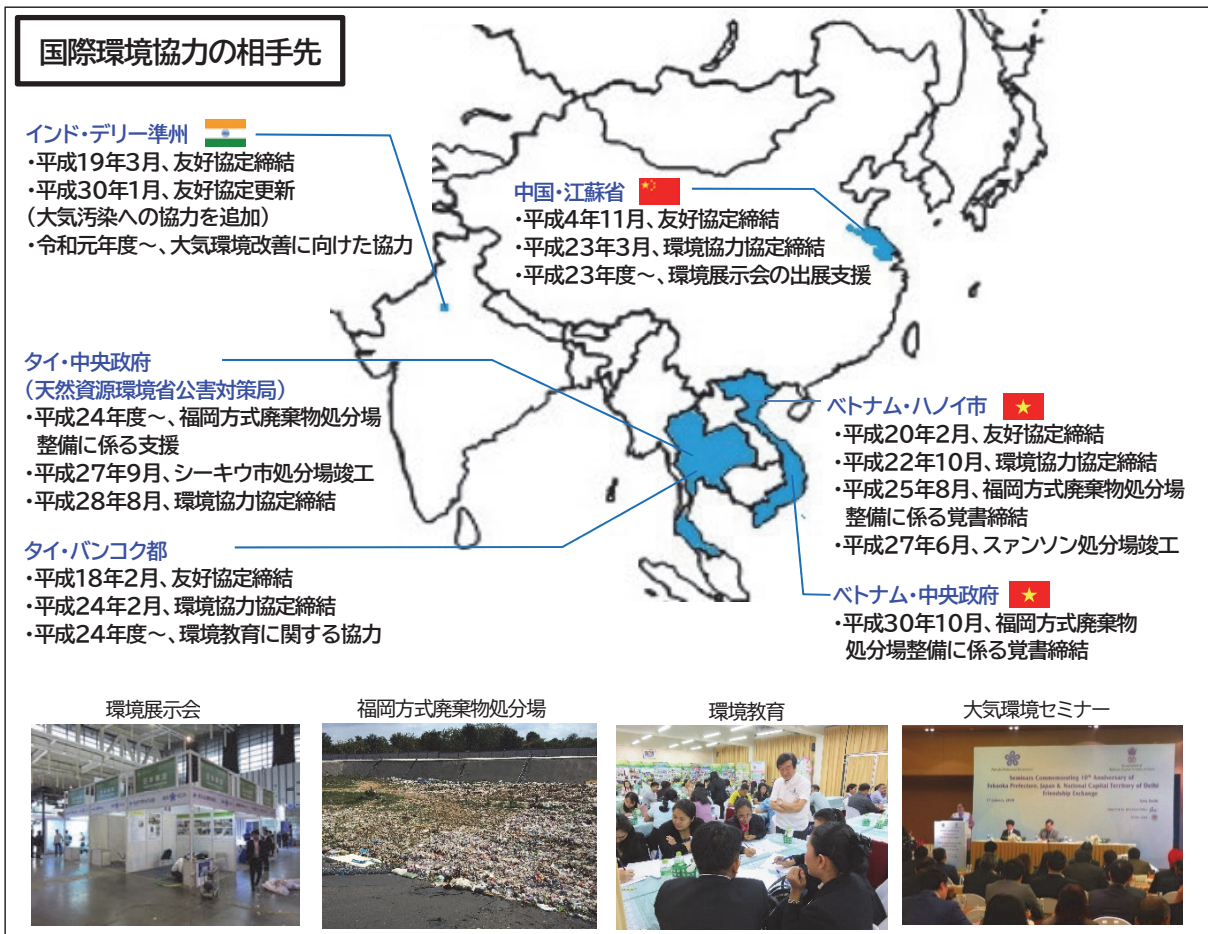 国際環境協力の相手先
インド・デリー準州
・平成19年3月、友好協定締結
・平成30年1月、友好協定更新
（大気汚染への協力を追加）
・令和元年度～、大気環境改善に向けた協力
中国・江蘇省
・平成4年11月、友好協定締結
・平成23年3月、環境協力協定締結
・平成23年度～、環境展示会の出展支援
タイ・中央政府
（天然資源環境省公害対策局）
・平成24年度～、福岡方式廃棄物処分場
整備に係る支援
・平成27年9月、シーキウ市処分場竣工
・平成28年8月、環境協力協定締結
タイ・バンコク都
・平成18年2月、友好協定締結
・平成24年2月、環境協力協定締結
・平成24年度～、環境教育に関する協力
ベトナム・ハノイ市
・平成20年2月、友好協定締結
・平成22年10月、環境協力協定締結
・平成25年8月、福岡方式廃棄物処分場
整備に係る覚書締結
・平成27年6月、スァンソン処分場竣工
ベトナム・中央政府
・平成30年10月、福岡方式廃棄物
処分場整備に係る覚書締結
環境展示会
福岡方式廃棄物処分場
環境教育
大気環境セミナー
Seminars Commemorating 10th Anniversary of
Fukuoka Prefecture, Japan & National Capital Territory of Delhi
Friendship Exchange